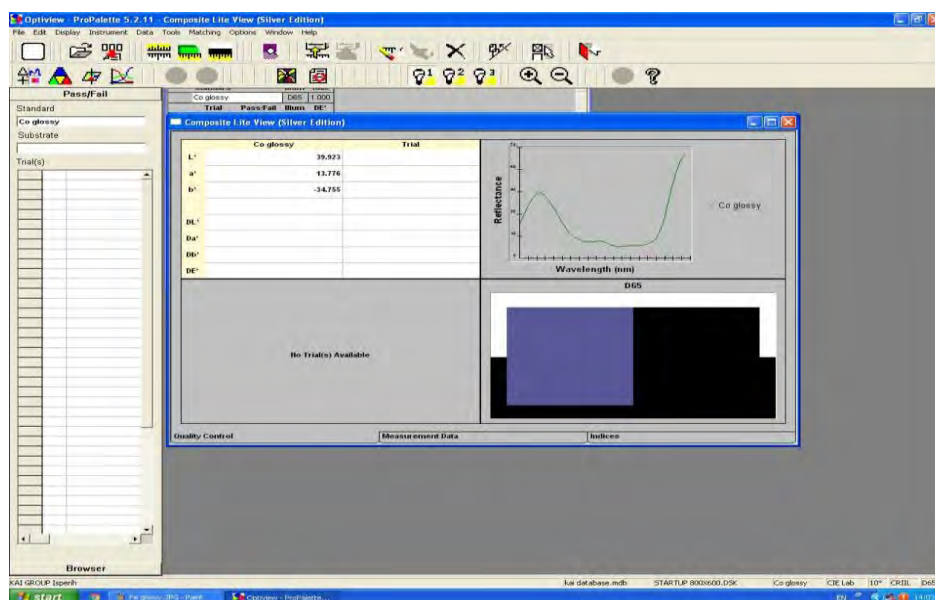 Optiview - ProPalette 5.2.11 - Composite Lite View (Silver Edition)
File Edit Display Instrument Data Tools Matching Options Window Help
Pass/Fail
Standard
Co glossy
Substrate
Trial(s)
Browser
Co glossy D65 1.000
Trial Pass/Fail Illum DE*
Composite Lite View (Silver Edition)
Co glossy Trial
L* 39.923
a* 13.776
b* -34.755
DL*
Da*
Db*
DE*
Reflectance
Wavelength (nm)
Co glossy
No Trial(s) Available
D65
Quality Control Measurement Data Indices
KAI GROUP Isperih kai database.mdb STARTUP 800X600.DSK Co glossy CIE Lab 10° CRIIL D65
start Optiview - ProPalette... EN 14:07